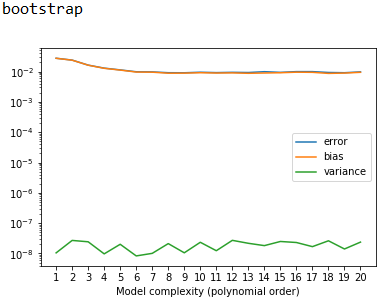 bootstrap
10⁻²
10⁻³
10⁻⁴
10⁻⁵
10⁻⁶
10⁻⁷
10⁻⁸
error
bias
variance
1 2 3 4 5 6 7 8 9 10 11 12 13 14 15 16 17 18 19 20
Model complexity (polynomial order)